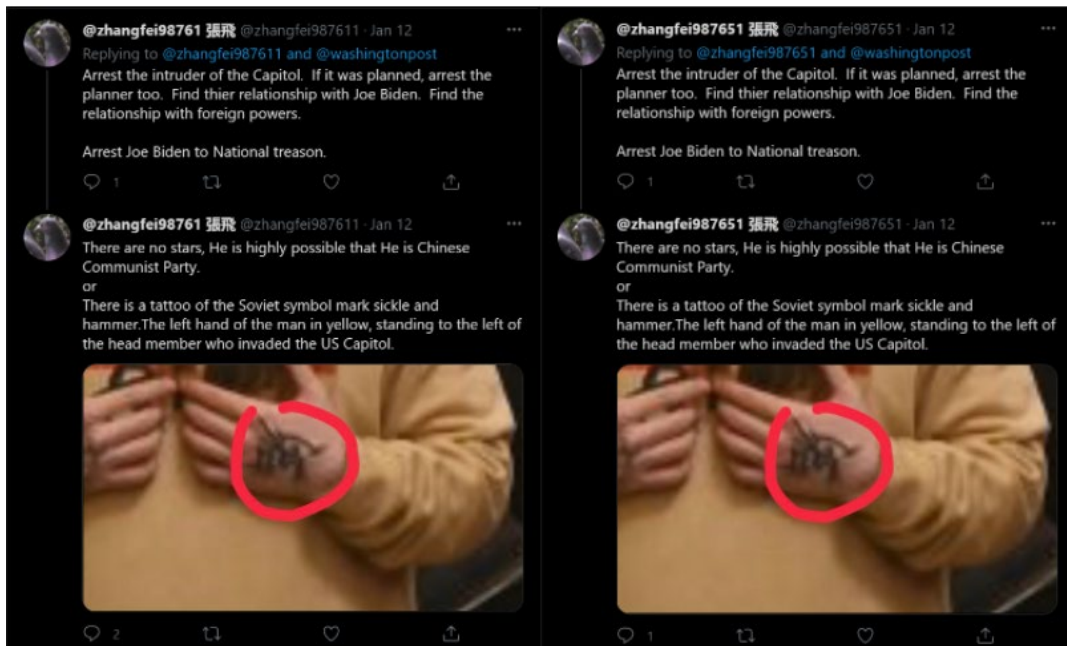 @zhangfei98761 張飛 @zhangfei987611 · Jan 12
Replying to @zhangfei987611 and @washingtonpost
Arrest the intruder of the Capitol.  If it was planned, arrest the
planner too.  Find thier relationship with Joe Biden.  Find the
relationship with foreign powers.
Arrest Joe Biden to National treason.
1
@zhangfei98761 張飛 @zhangfei987611 · Jan 12
There are no stars, He is highly possible that He is Chinese
Communist Party.
or
There is a tattoo of the Soviet symbol mark sickle and
hammer.The left hand of the man in yellow, standing to the left of
the head member who invaded the US Capitol.
2
@zhangfei987651 張飛 @zhangfei987651 · Jan 12
Replying to @zhangfei987651 and @washingtonpost
Arrest the intruder of the Capitol.  If it was planned, arrest the
planner too.  Find thier relationship with Joe Biden.  Find the
relationship with foreign powers.
Arrest Joe Biden to National treason.
1
@zhangfei987651 張飛 @zhangfei987651 · Jan 12
There are no stars, He is highly possible that He is Chinese
Communist Party.
or
There is a tattoo of the Soviet symbol mark sickle and
hammer.The left hand of the man in yellow, standing to the left of
the head member who invaded the US Capitol.
1